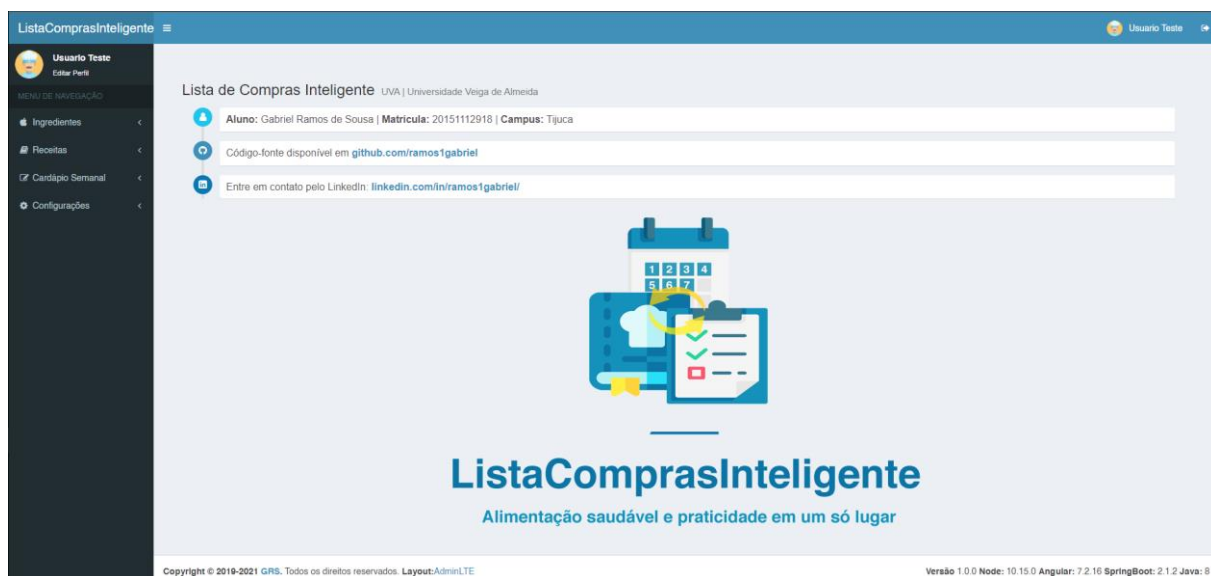 ListaComprasInteligente
Usuario Teste
Usuario Teste
Editar Perfil
MENU DE NAVEGAÇÃO
Ingredientes
Receitas
Cardápio Semanal
Configurações
Lista de Compras Inteligente UVA | Universidade Veiga de Almeida
Aluno: Gabriel Ramos de Sousa | Matricula: 20151112918 | Campus: Tijuca
Código-fonte disponível em github.com/ramos1gabriel
Entre em contato pelo LinkedIn: linkedin.com/in/ramos1gabriel/
1 2 3 4
5 6 7
ListaComprasInteligente
Alimentação saudável e praticidade em um só lugar
Copyright © 2019-2021 GRS. Todos os direitos reservados. Layout:AdminLTE
Versão 1.0.0 Node: 10.15.0 Angular: 7.2.16 SpringBoot: 2.1.2 Java: 8